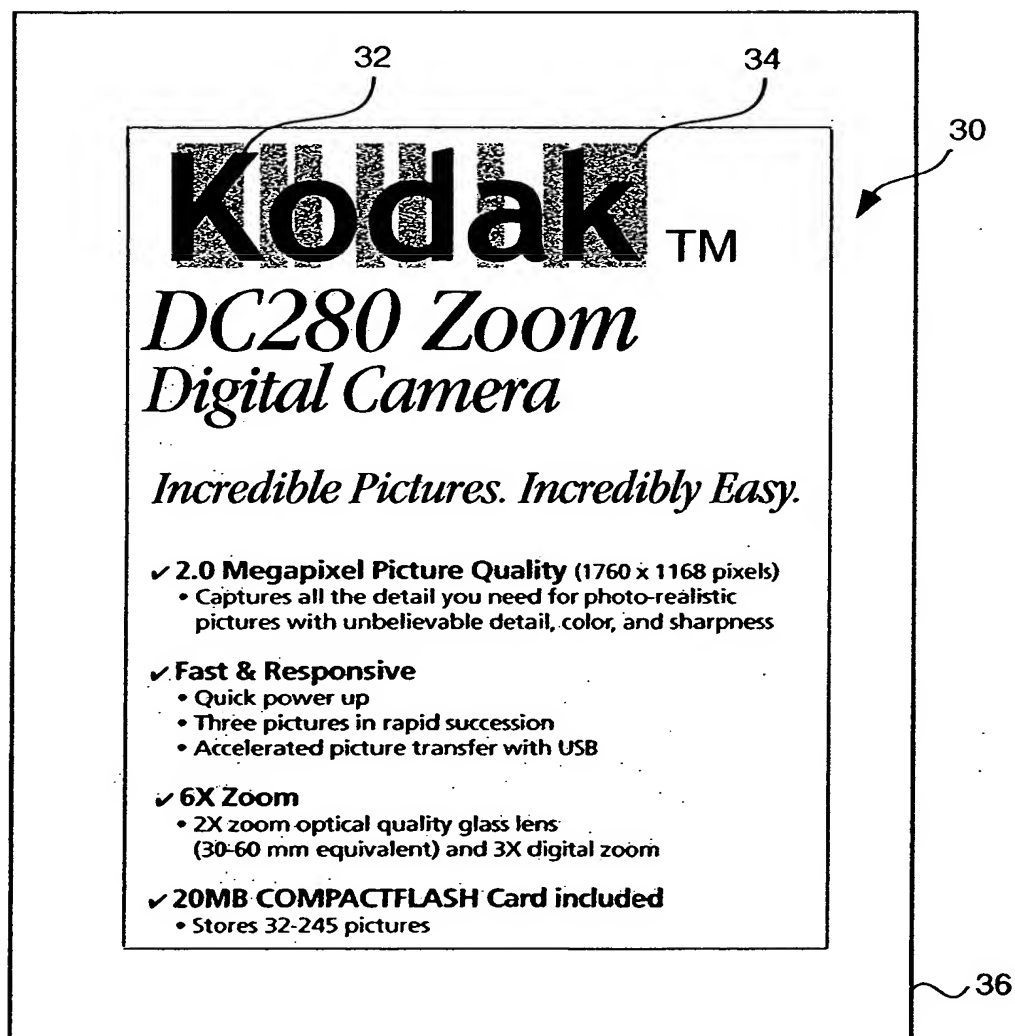 32
34
30
Kodak TM
DC280 Zoom
Digital Camera
Incredible Pictures. Incredibly Easy.
✓ 2.0 Megapixel Picture Quality (1760 x 1168 pixels)
• Captures all the detail you need for photo-realistic
pictures with unbelievable detail, color, and sharpness
✓ Fast & Responsive
• Quick power up
• Three pictures in rapid succession
• Accelerated picture transfer with USB
✓ 6X Zoom
• 2X zoom optical quality glass lens
(30-60 mm equivalent) and 3X digital zoom
✓ 20MB COMPACTFLASH Card included
• Stores 32-245 pictures
36